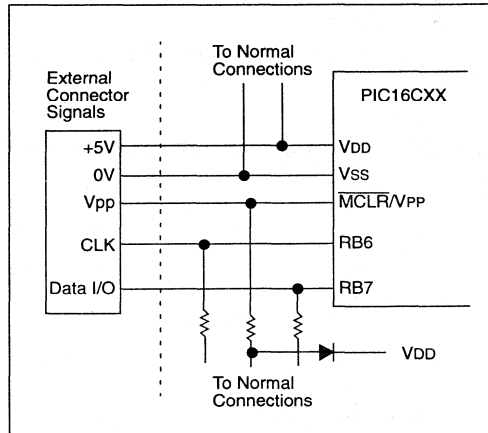 To Normal
Connections
External
Connector
Signals
PIC16CXX
+5V
VDD
0V
VSS
VPP
MCLR/VPP
CLK
RB6
Data I/O
RB7
VDD
To Normal
Connections